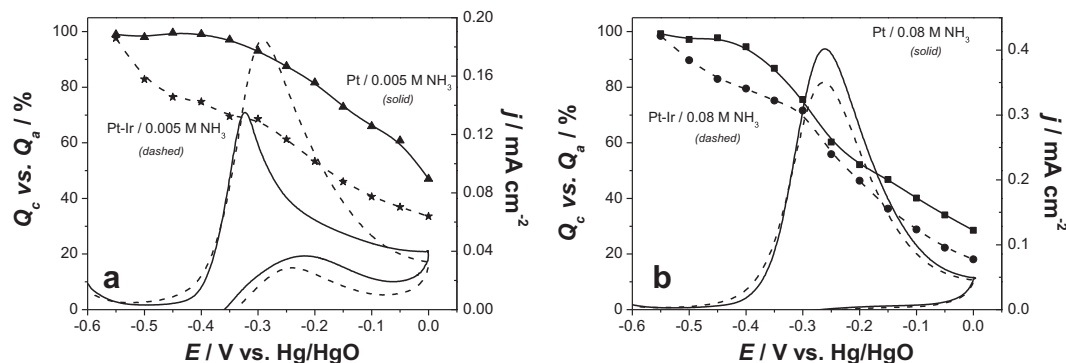 100
80
60
40
20
0
Q_c vs. Q_a / %
Pt / 0.005 M NH₃
(solid)
Pt-Ir / 0.005 M NH₃
(dashed)
a
0.20
0.16
0.12
0.08
0.04
0.00
j / mA cm⁻²
-0.6 -0.5 -0.4 -0.3 -0.2 -0.1 0.0
E / V vs. Hg/HgO
100
80
60
40
20
0
Q_c vs. Q_a / %
Pt / 0.08 M NH₃
(solid)
Pt-Ir / 0.08 M NH₃
(dashed)
b
0.4
0.3
0.2
0.1
0.0
j / mA cm⁻²
-0.6 -0.5 -0.4 -0.3 -0.2 -0.1 0.0
E / V vs. Hg/HgO